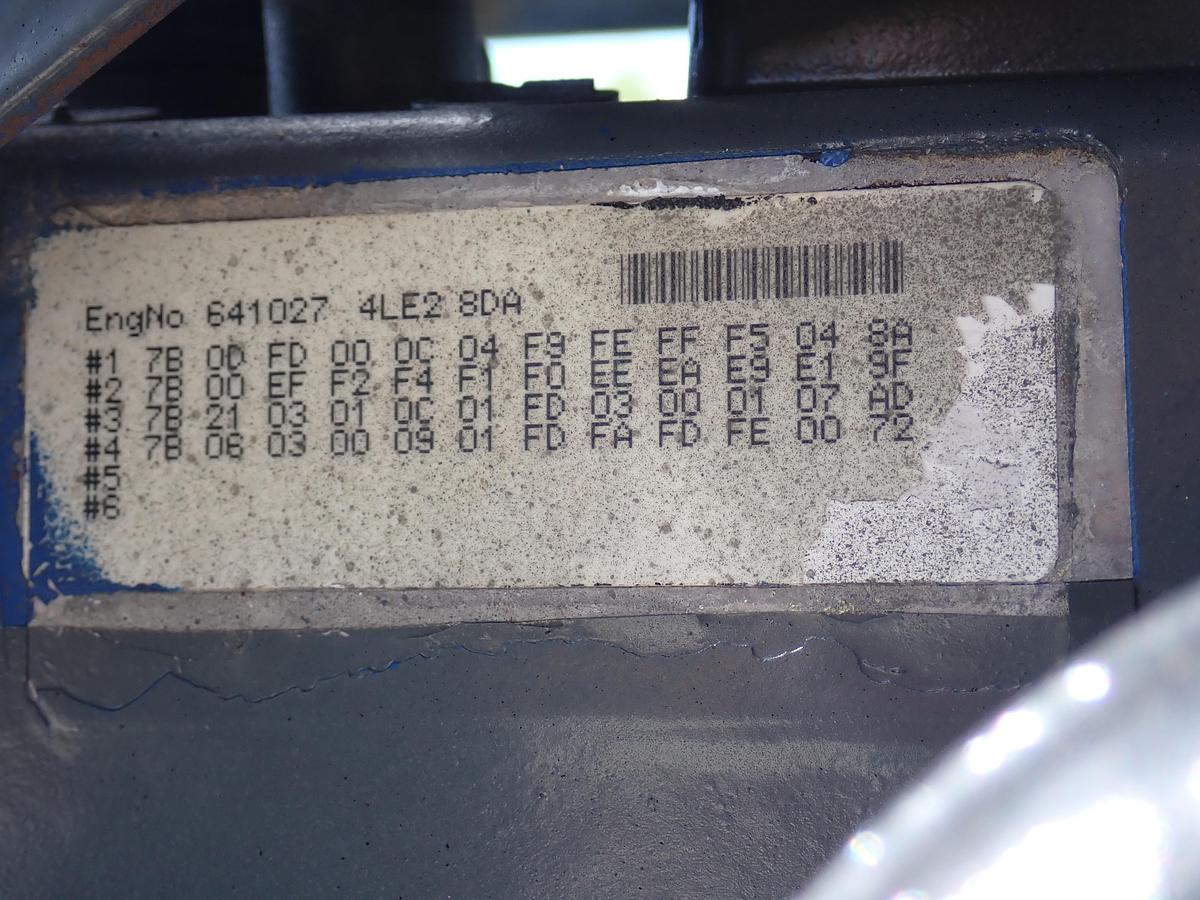 EngNo 641027 4LE2 8DA
#1 7B 0D FD 00 0C 04 F9 FE FF F5 04 8A
#2 7B 00 EF F2 F4 F1 F0 EE EA E9 E1 9F
#3 7B 21 03 01 0C 01 FD 03 00 01 07 AD
#4 7B 06 03 00 09 01 FD FA FD FE 00 72
#5
#6